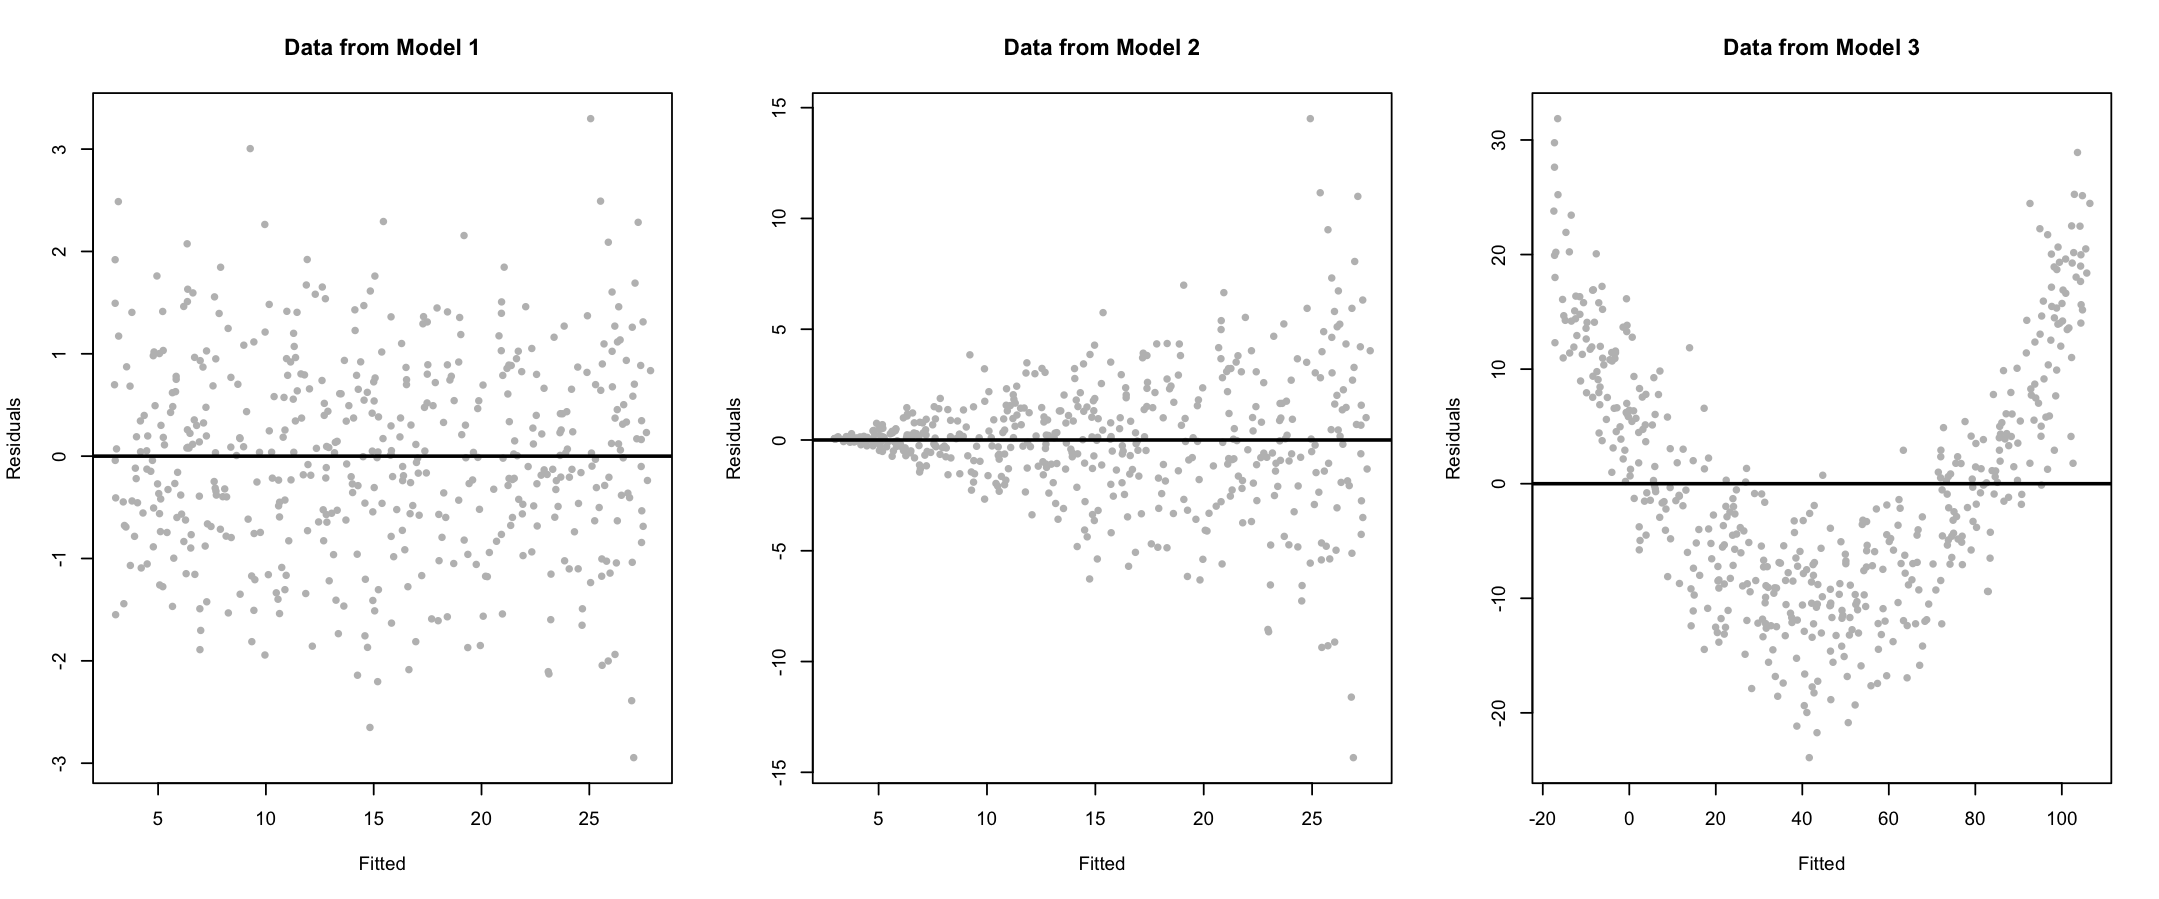 Data from Model 1
Residuals
3
2
1
0
-1
-2
-3
5 10 15 20 25
Fitted
Data from Model 2
Residuals
15
10
5
0
-5
-10
-15
5 10 15 20 25
Fitted
Data from Model 3
Residuals
30
20
10
0
-10
-20
-20 0 20 40 60 80 100
Fitted